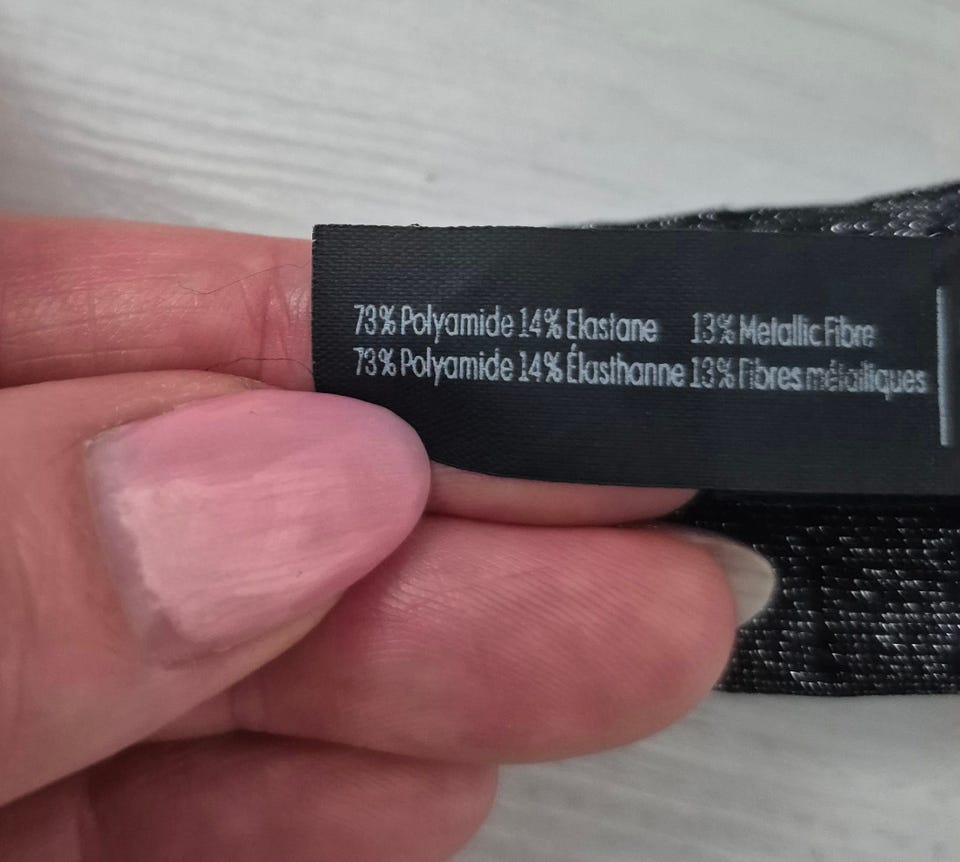 73% Polyamide 14% Elastane 13% Metallic Fibre
73% Polyamide 14% Élasthanne 13% Fibres métalliques